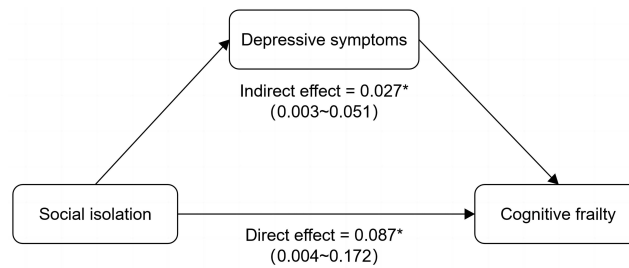 Depressive symptoms
Indirect effect = 0.027*
(0.003~0.051)
Social isolation
Cognitive frailty
Direct effect = 0.087*
(0.004~0.172)